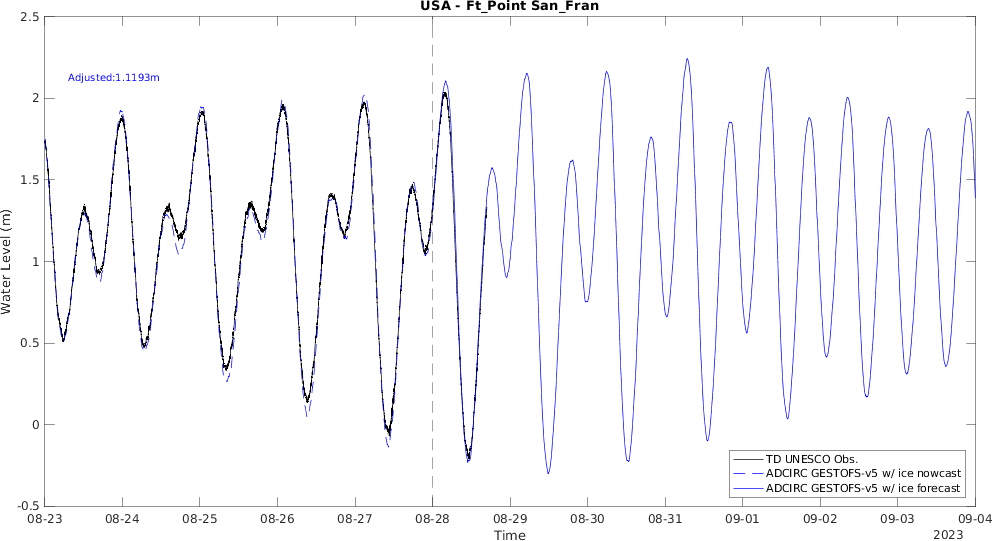 USA - Ft_Point San_Fran
2.5
2
1.5
1
0.5
0
-0.5
Water Level (m)
Adjusted:1.1193m
TD UNESCO Obs.
ADCIRC GESTOFS-v5 w/ ice nowcast
ADCIRC GESTOFS-v5 w/ ice forecast
08-23 08-24 08-25 08-26 08-27 08-28 08-29 08-30 08-31 09-01 09-02 09-03 09-04
Time
2023